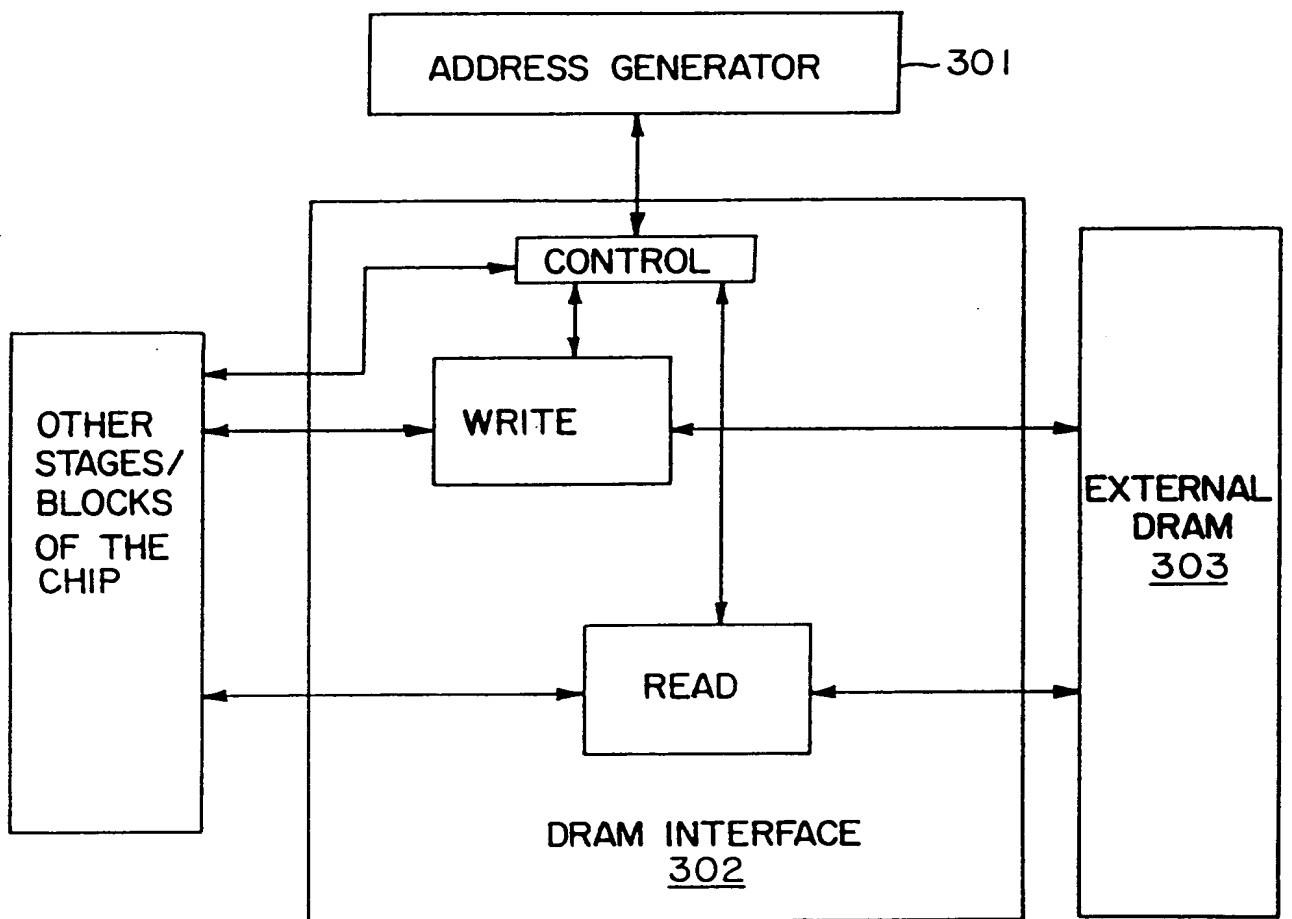 ADDRESS GENERATOR
301
CONTROL
OTHER
STAGES/
BLOCKS
OF THE
CHIP
WRITE
EXTERNAL
DRAM
303
READ
DRAM INTERFACE
302